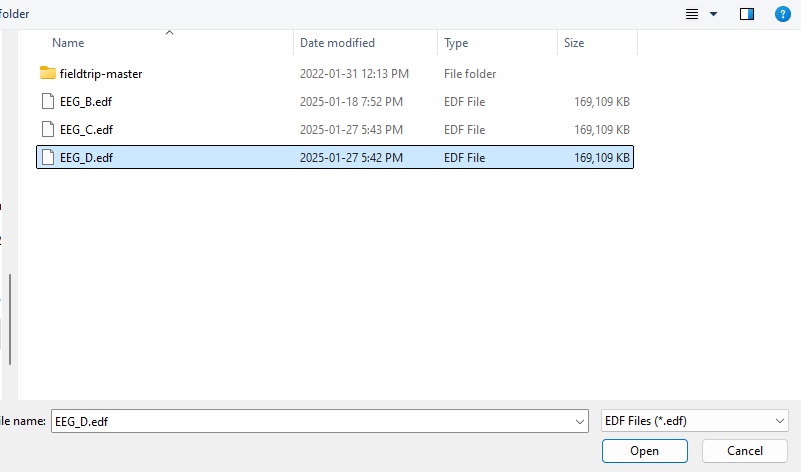 folder
Name Date modified Type Size
fieldtrip-master 2022-01-31 12:13 PM File folder
EEG_B.edf 2025-01-18 7:52 PM EDF File 169,109 KB
EEG_C.edf 2025-01-27 5:43 PM EDF File 169,109 KB
EEG_D.edf 2025-01-27 5:42 PM EDF File 169,109 KB
ile name: EEG_D.edf EDF Files (*.edf)
Open Cancel